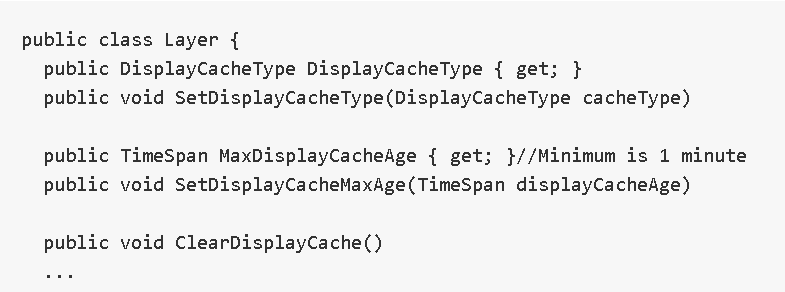 public class Layer {
public DisplayCacheType DisplayCacheType { get; }
public void SetDisplayCacheType(DisplayCacheType cacheType)
public TimeSpan MaxDisplayCacheAge { get; }//Minimum is 1 minute
public void SetDisplayCacheMaxAge(TimeSpan displayCacheAge)
public void ClearDisplayCache()
...